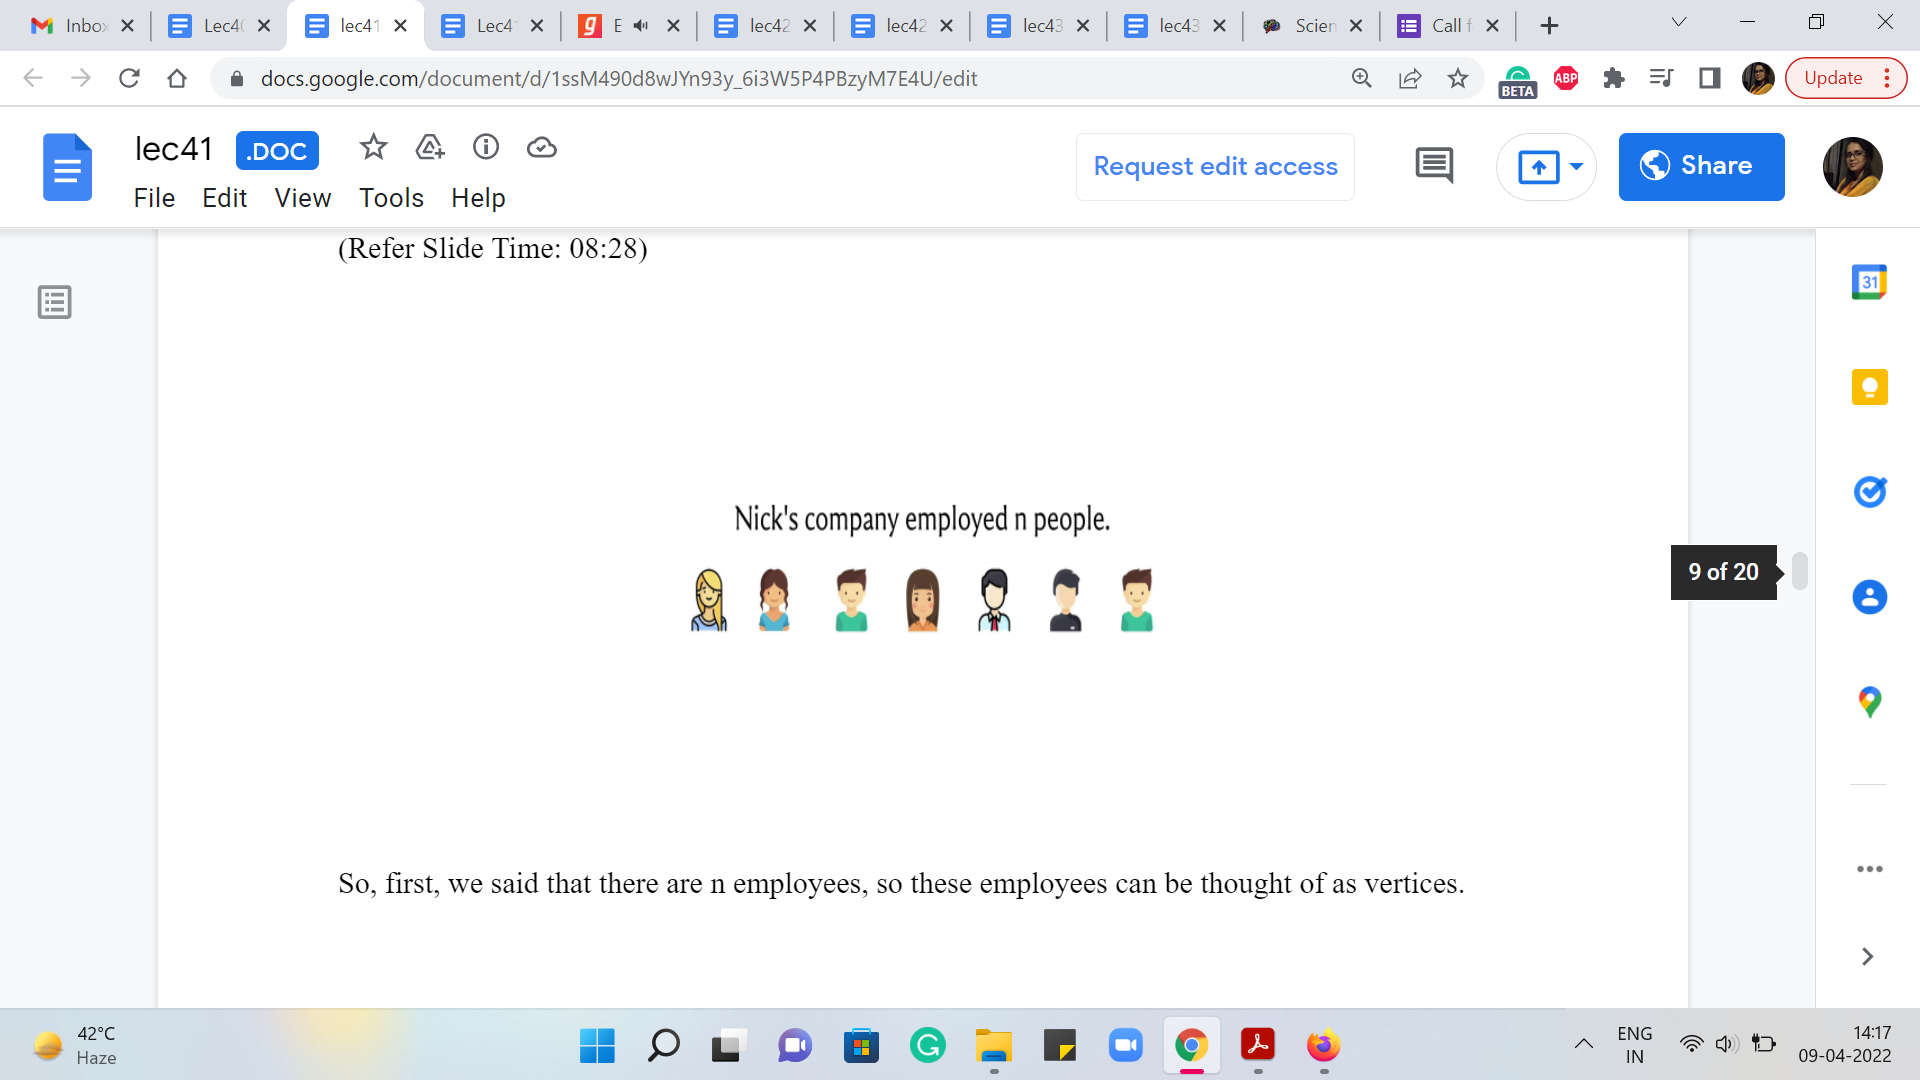 Inbox
Lec40
lec41
Lec41
E
lec42
lec42
lec43
lec43
Scien
Call f
docs.google.com/document/d/1ssM490d8wJYn93y_6i3W5P4PBzyM7E4U/edit
BETA
ABP
Update
lec41
.DOC
File Edit View Tools Help
Request edit access
Share
31
(Refer Slide Time: 08:28)
Nick's company employed n people.
9 of 20
So, first, we said that there are n employees, so these employees can be thought of as vertices.
42°C
Haze
ENG
IN
14:17
09-04-2022